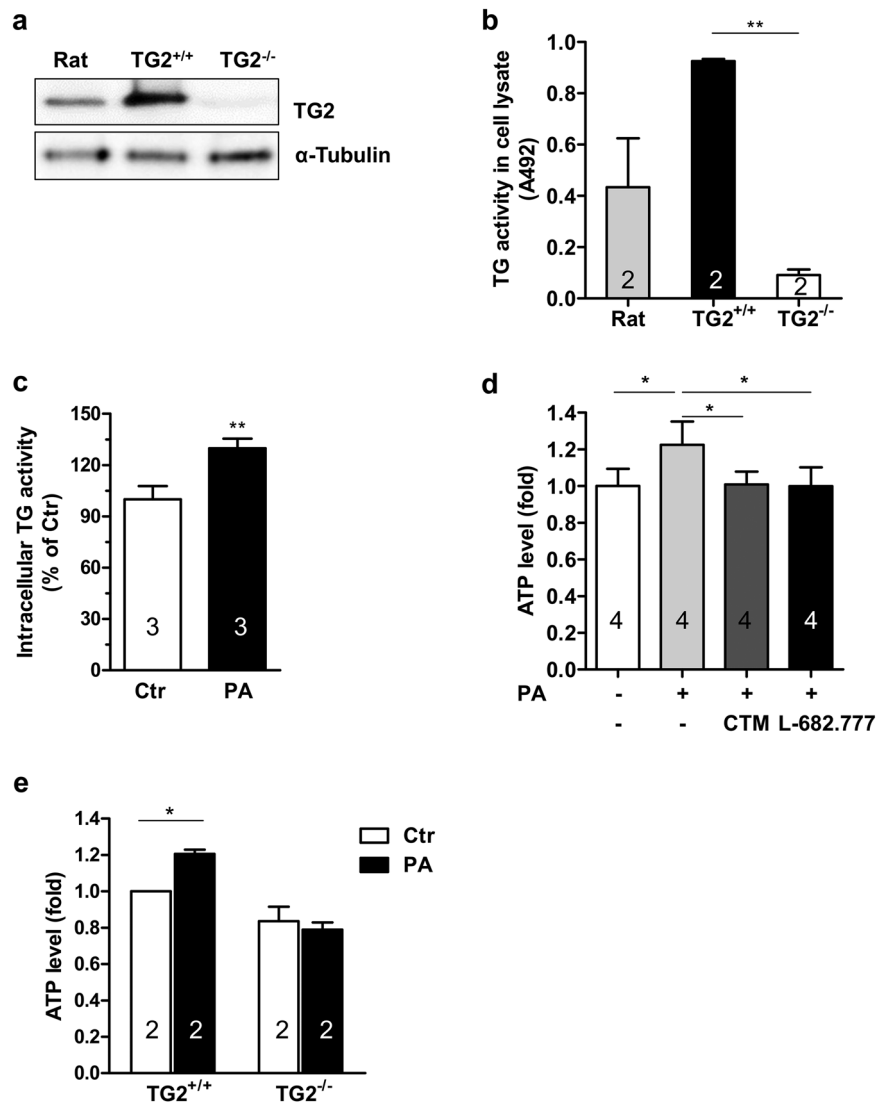 a
Rat TG2+/+ TG2-/-
TG2
α-Tubulin
b
**
TG activity in cell lysate
(A492)
1.0
0.8
0.6
0.4
0.2
0.0
2 2 2
Rat TG2+/+ TG2-/-
c
**
Intracellular TG activity
(% of Ctr)
150
120
90
60
30
0
3 3
Ctr PA
d
* *
*
ATP level (fold)
1.4
1.2
1.0
0.8
0.6
0.4
0.2
0.0
4 4 4 4
PA - + + +
- - CTM L-682.777
e
*
ATP level (fold)
1.4
1.2
1.0
0.8
0.6
0.4
0.2
0.0
2 2 2 2
TG2+/+ TG2-/-
Ctr
PA